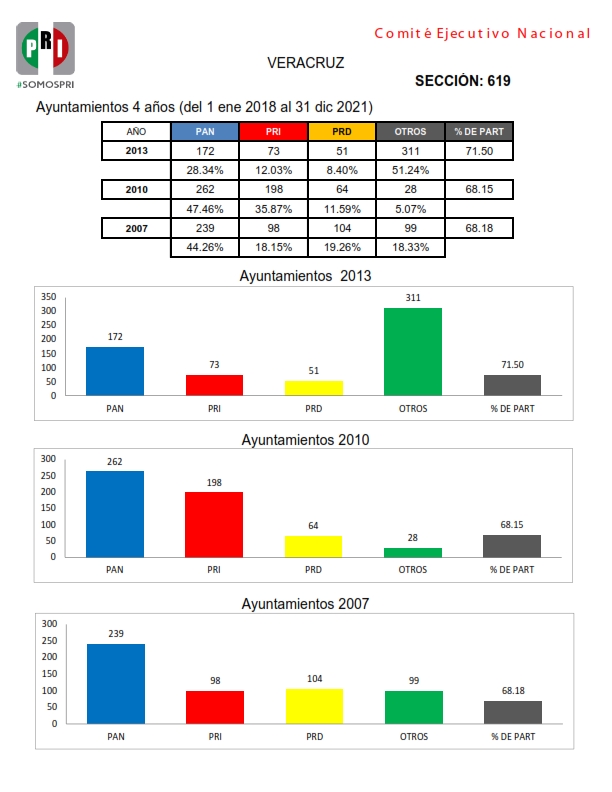 Comité Ejecutivo Nacional
PRI
#SOMOSPRI
VERACRUZ
SECCIÓN: 619
Ayuntamientos 4 años (del 1 ene 2018 al 31 dic 2021)
AÑO PAN PRI PRD OTROS % DE PART
2013 172 73 51 311 71.50
28.34% 12.03% 8.40% 51.24%
2010 262 198 64 28 68.15
47.46% 35.87% 11.59% 5.07%
2007 239 98 104 99 68.18
44.26% 18.15% 19.26% 18.33%
Ayuntamientos 2013
350
300
250
200
150
100
50
0
172 73 51 311 71.50
PAN PRI PRD OTROS % DE PART
Ayuntamientos 2010
300
250
200
150
100
50
0
262 198 64 28 68.15
PAN PRI PRD OTROS % DE PART
Ayuntamientos 2007
300
250
200
150
100
50
0
239 98 104 99 68.18
PAN PRI PRD OTROS % DE PART